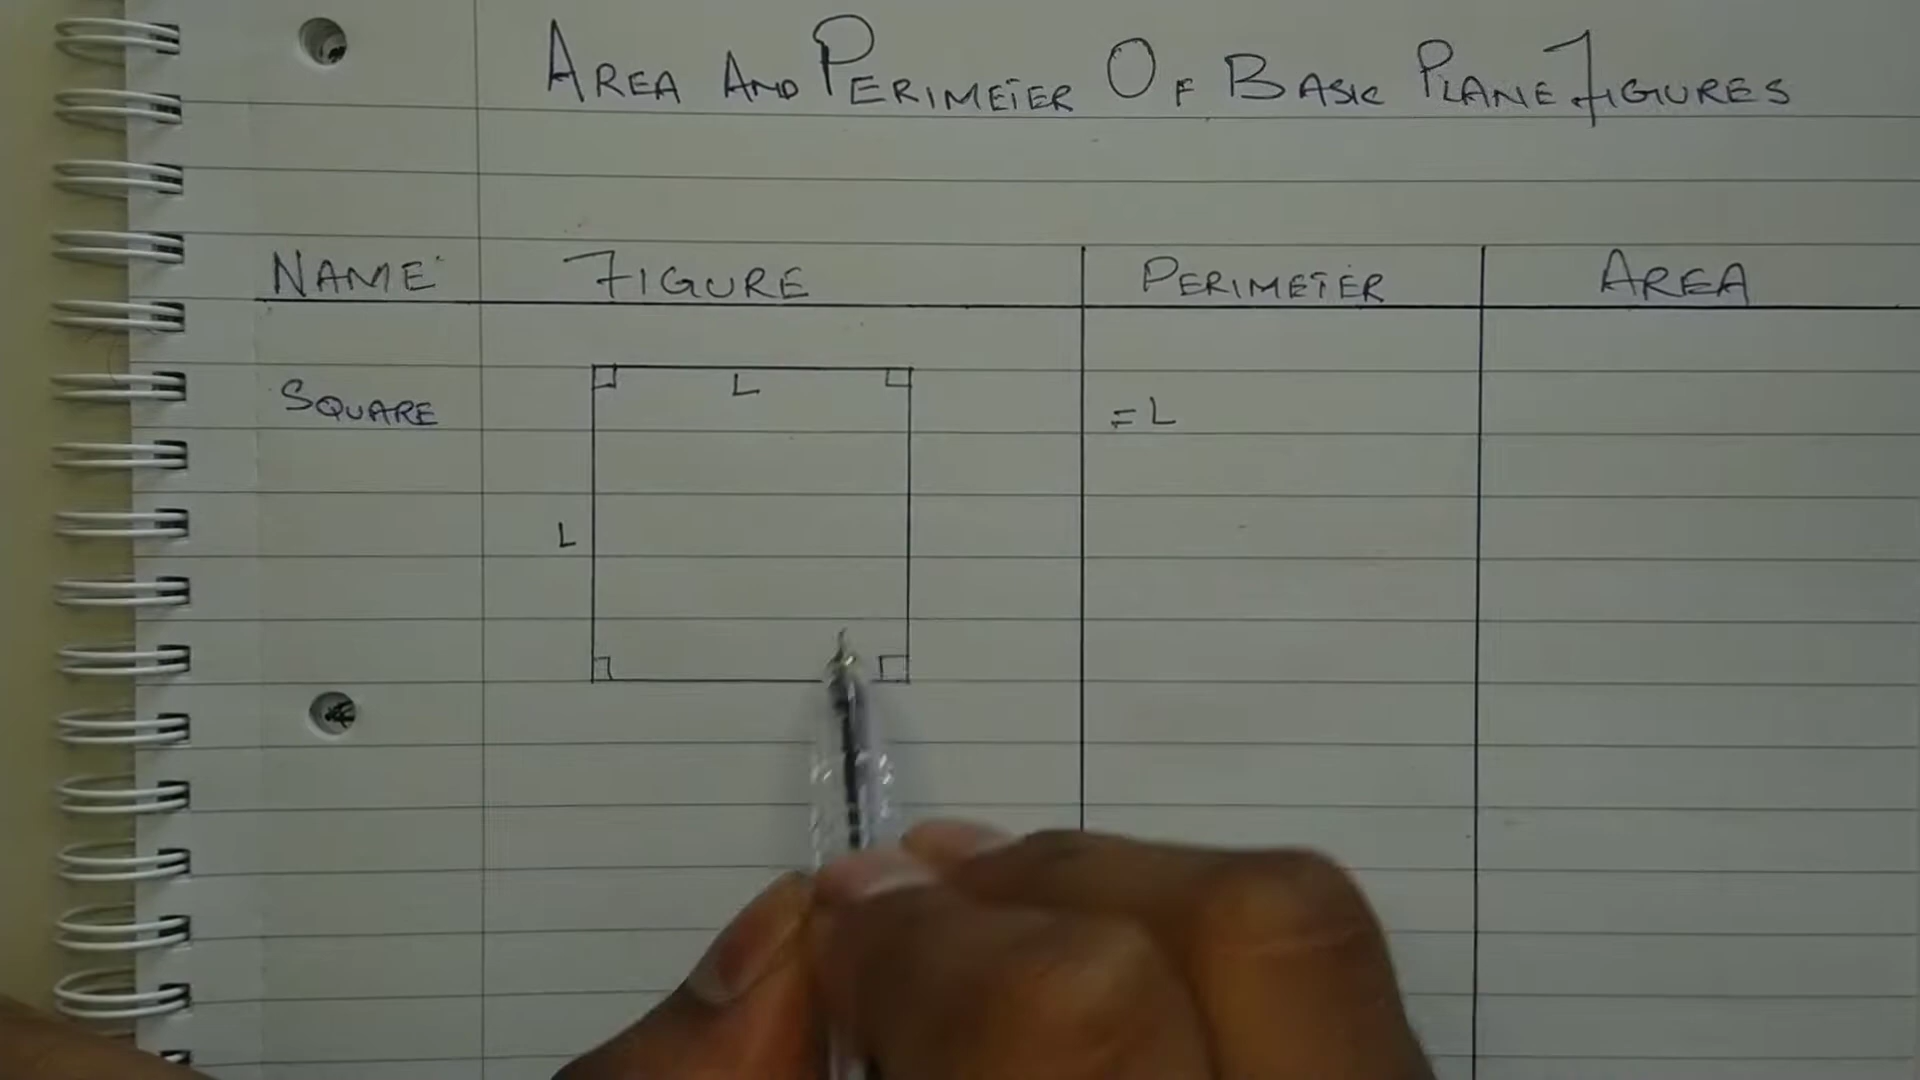 AREA AND PERIMETER OF BASIC PLANE FIGURES
NAME FIGURE PERIMETER AREA
SQUARE L = L
L